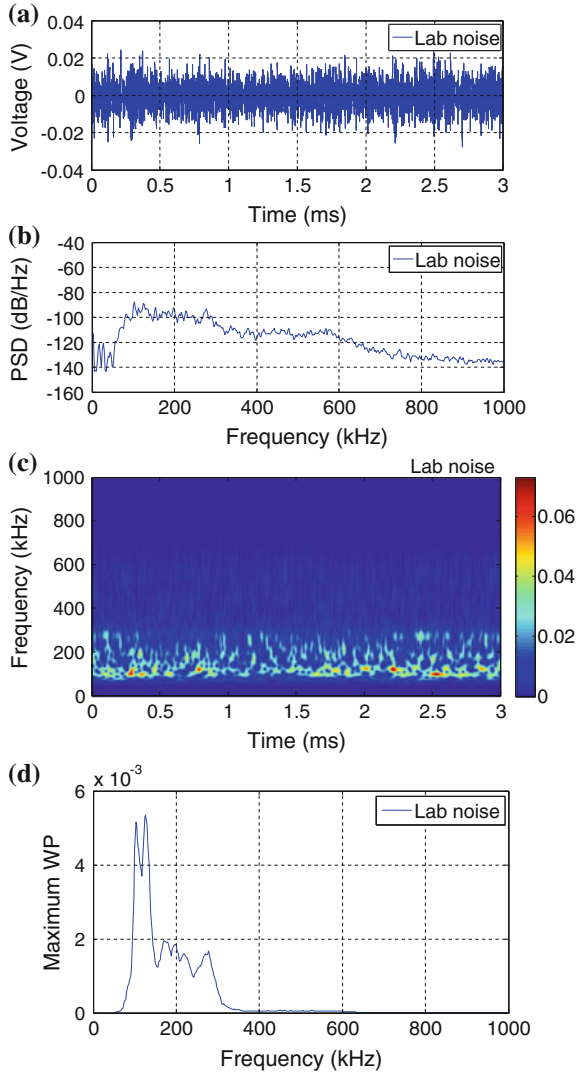 (a)
0.04
0.02
0
-0.02
-0.04
Voltage (V)
Lab noise
0 0.5 1 1.5 2 2.5 3
Time (ms)
(b)
-40
-60
-80
-100
-120
-140
-160
PSD (dB/Hz)
Lab noise
0 200 400 600 800 1000
Frequency (kHz)
(c)
Lab noise
1000
800
600
400
200
0
Frequency (kHz)
0.06
0.04
0.02
0
0 0.5 1 1.5 2 2.5 3
Time (ms)
(d)
x 10-3
6
4
2
0
Maximum WP
Lab noise
0 200 400 600 800 1000
Frequency (kHz)